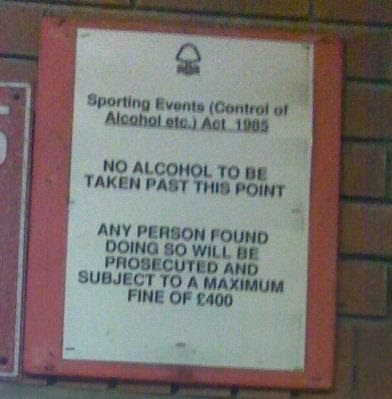 Sporting Events (Control of
Alcohol etc.) Act 1985
NO ALCOHOL TO BE
TAKEN PAST THIS POINT
ANY PERSON FOUND
DOING SO WILL BE
PROSECUTED AND
SUBJECT TO A MAXIMUM
FINE OF £400